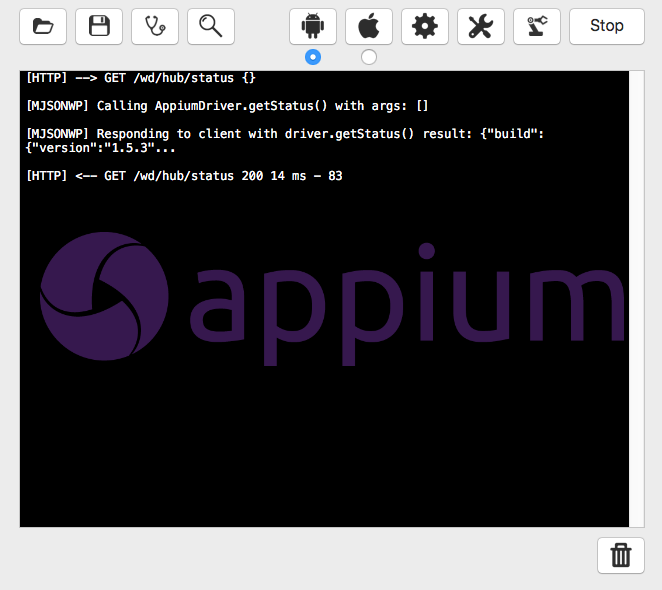 Stop
[HTTP] --> GET /wd/hub/status {}
[MJSONWP] Calling AppiumDriver.getStatus() with args: []
[MJSONWP] Responding to client with driver.getStatus() result: {"build":
{"version":"1.5.3"...
[HTTP] <-- GET /wd/hub/status 200 14 ms - 83
appium